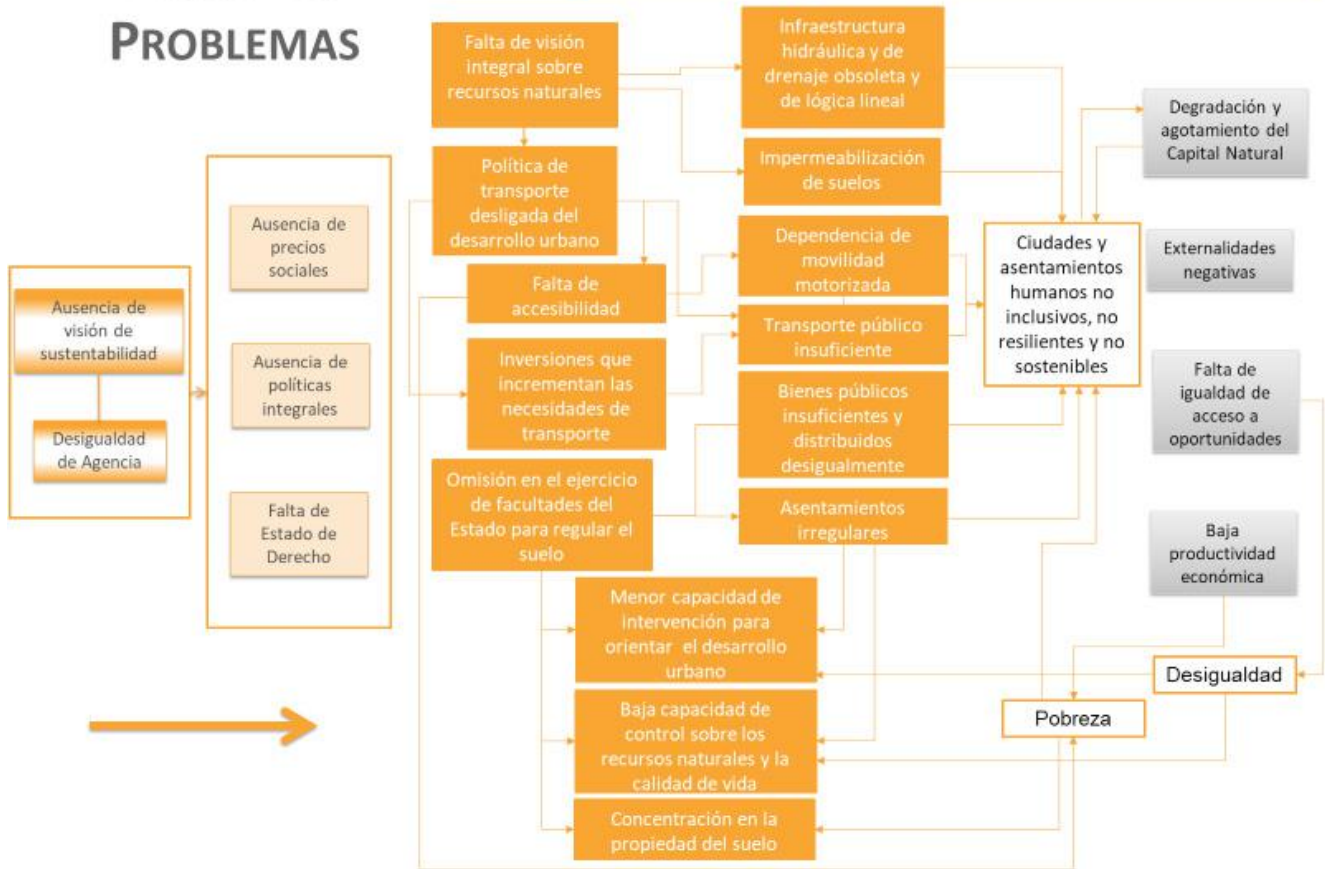 PROBLEMAS
Ausencia de
visión de
sustentabilidad
Desigualdad
de Agencia
Ausencia de
precios
sociales
Ausencia de
políticas
integrales
Falta de
Estado de
Derecho
Falta de visión
integral sobre
recursos naturales
Política de
transporte
desligada del
desarrollo urbano
Falta de
accesibilidad
Inversiones que
incrementan las
necesidades de
transporte
Omisión en el ejercicio
de facultades del
Estado para regular el
suelo
Infraestructura
hidráulica y de
drenaje obsoleta y
de lógica lineal
Impermeabilización
de suelos
Dependencia de
movilidad
motorizada
Transporte público
insuficiente
Bienes públicos
insuficientes y
distribuidos
desigualmente
Asentamientos
irregulares
Menor capacidad de
intervención para
orientar el desarrollo
urbano
Baja capacidad de
control sobre los
recursos naturales y la
calidad de vida
Concentración en la
propiedad del suelo
Ciudades y
asentamientos
humanos no
inclusivos, no
resilientes y no
sostenibles
Degradación y
agotamiento del
Capital Natural
Externalidades
negativas
Falta de
igualdad de
acceso a
oportunidades
Baja
productividad
económica
Desigualdad
Pobreza